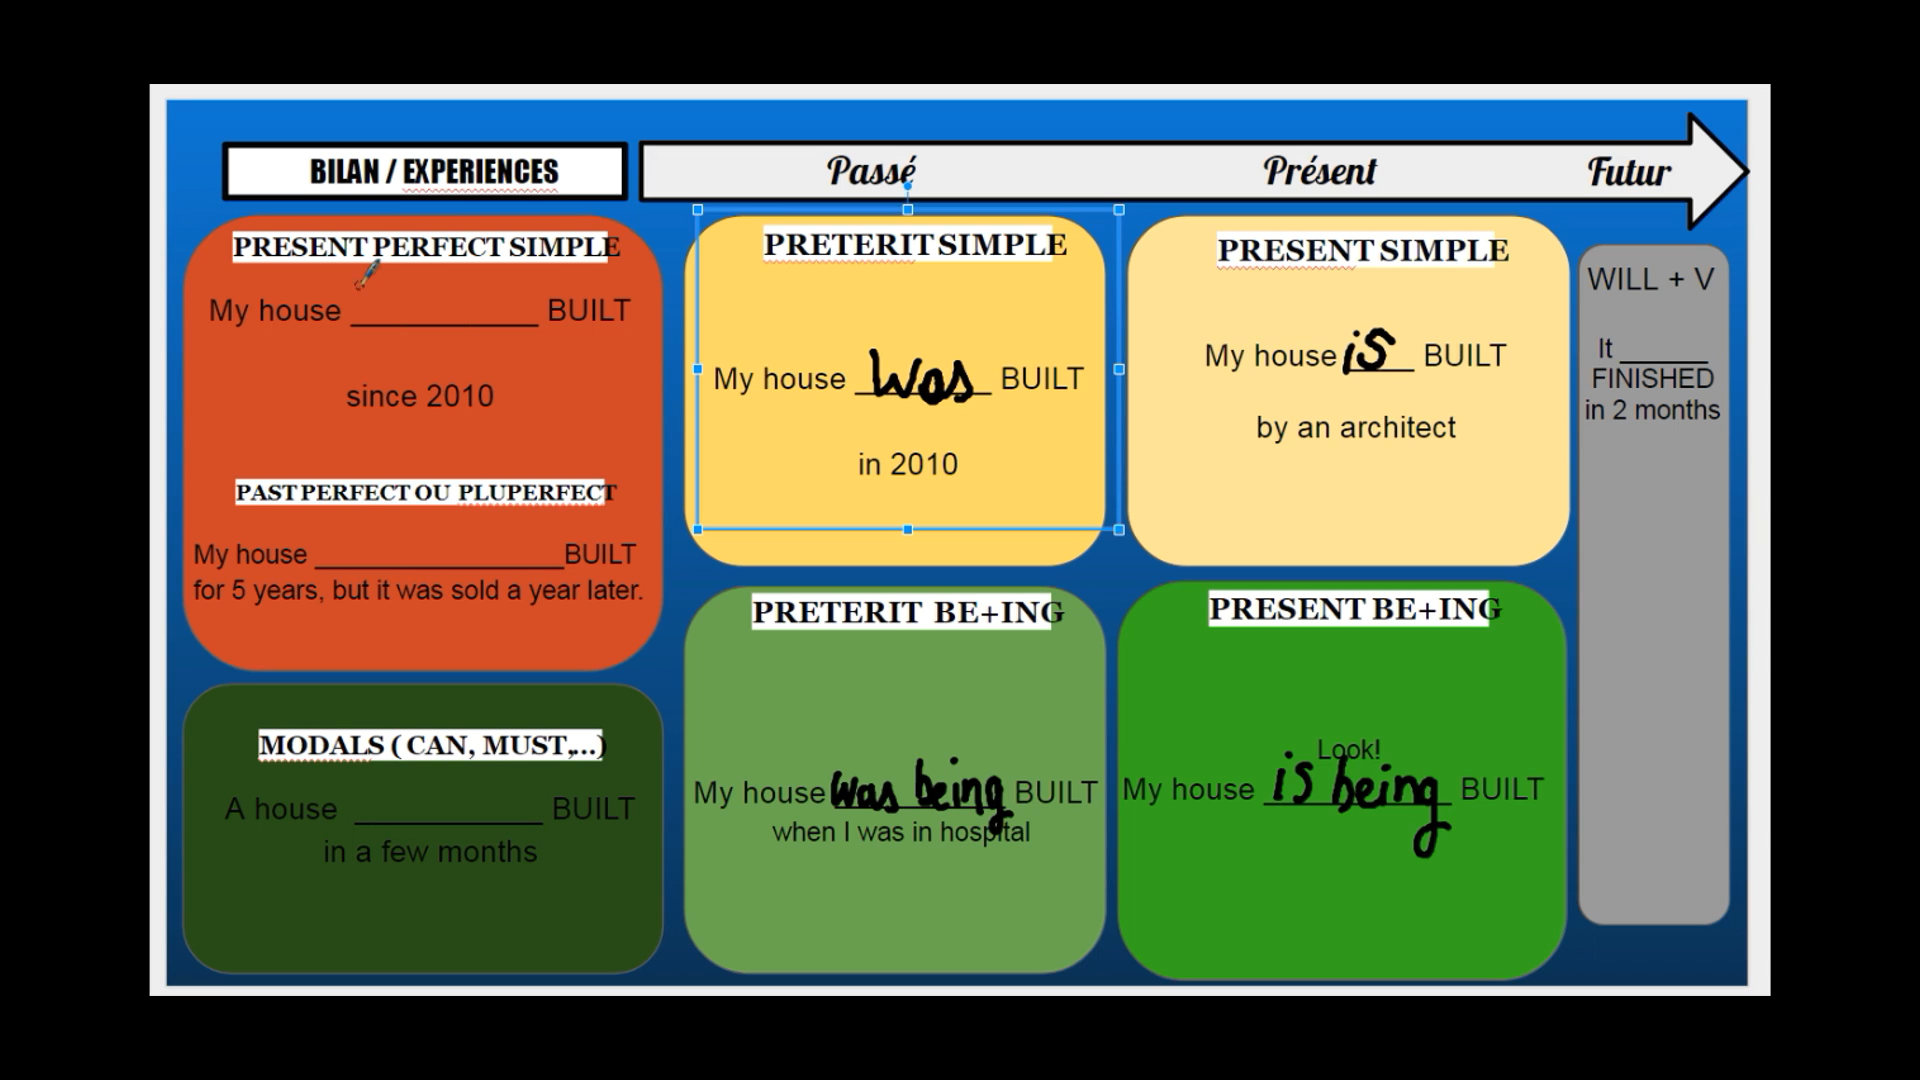 BILAN / EXPERIENCES
Passé
Présent
Futur
PRESENT PERFECT SIMPLE
My house ____________ BUILT
since 2010
PAST PERFECT OU PLUPERFECT
My house ________________BUILT
for 5 years, but it was sold a year later.
MODALS ( CAN, MUST,...)
A house ____________ BUILT
in a few months
PRETERIT SIMPLE
My house was BUILT
in 2010
PRETERIT BE+ING
My house was being BUILT
when I was in hospital
PRESENT SIMPLE
My house is BUILT
by an architect
PRESENT BE+ING
Look!
My house is being BUILT
WILL + V
It ______
FINISHED
in 2 months